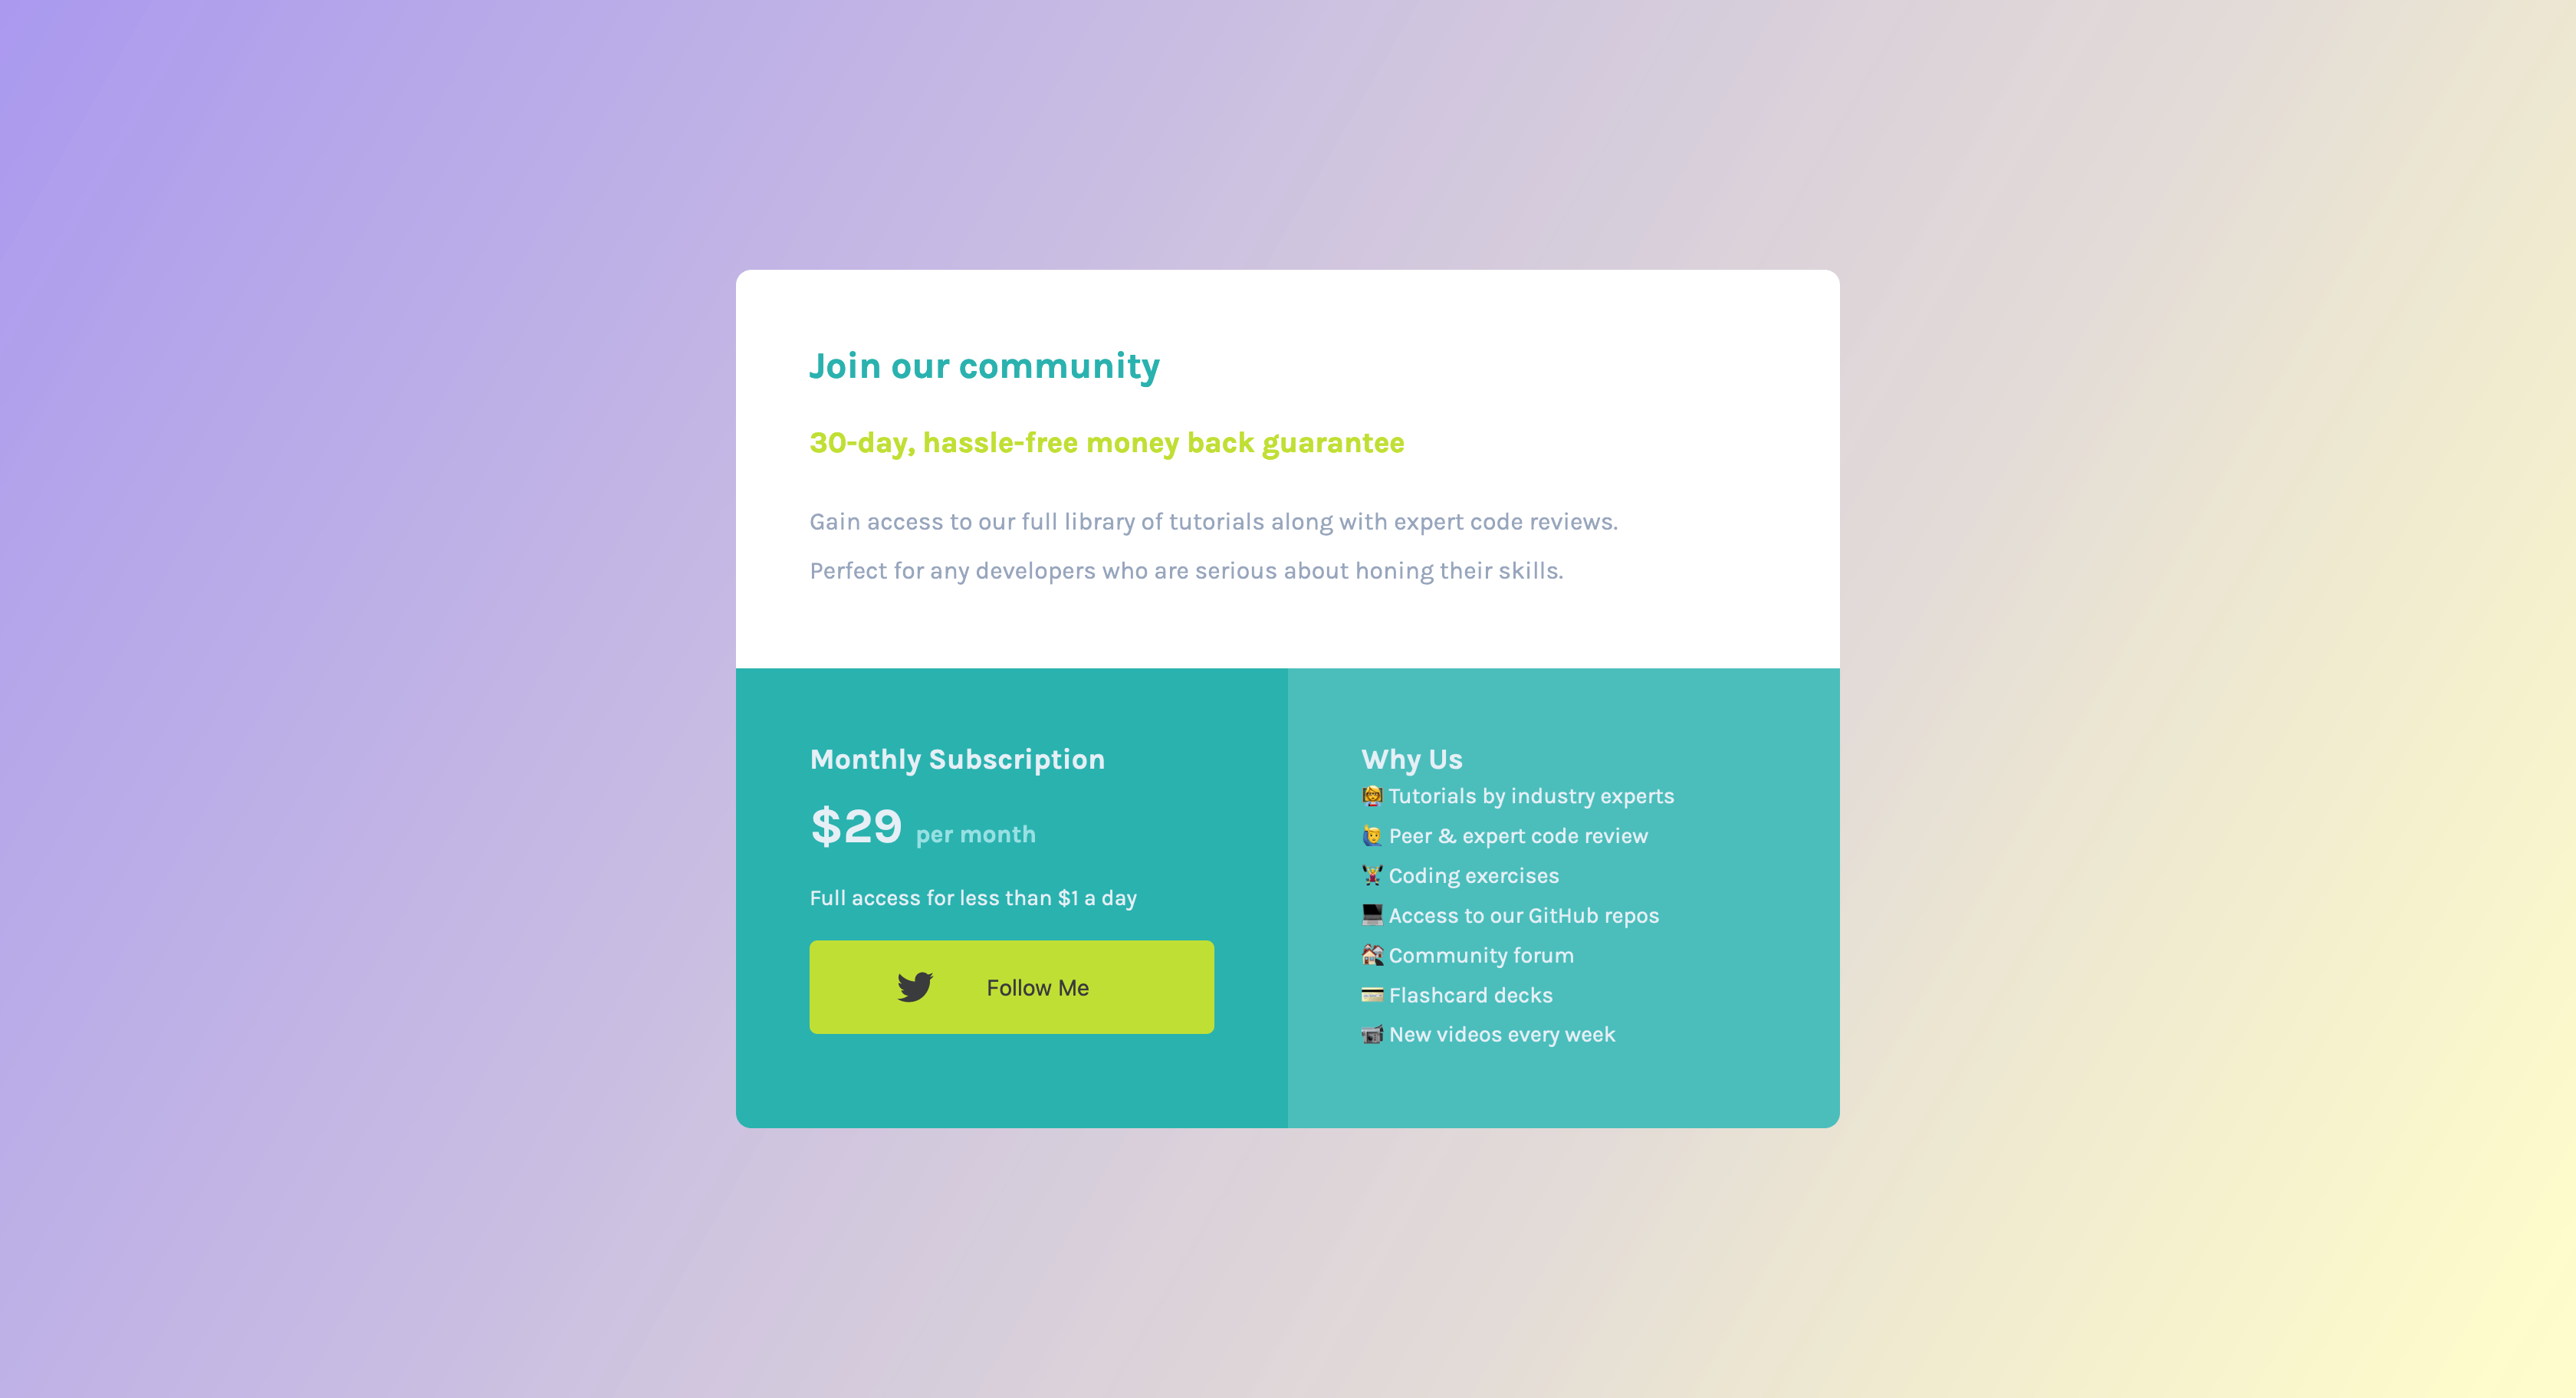 Join our community
30-day, hassle-free money back guarantee
Gain access to our full library of tutorials along with expert code reviews.
Perfect for any developers who are serious about honing their skills.
Monthly Subscription
$29 per month
Full access for less than $1 a day
Follow Me
Why Us
👩‍🏫 Tutorials by industry experts
🙋‍♂️ Peer & expert code review
🏋️‍♀️ Coding exercises
💻 Access to our GitHub repos
🏘 Community forum
💳 Flashcard decks
📹 New videos every week